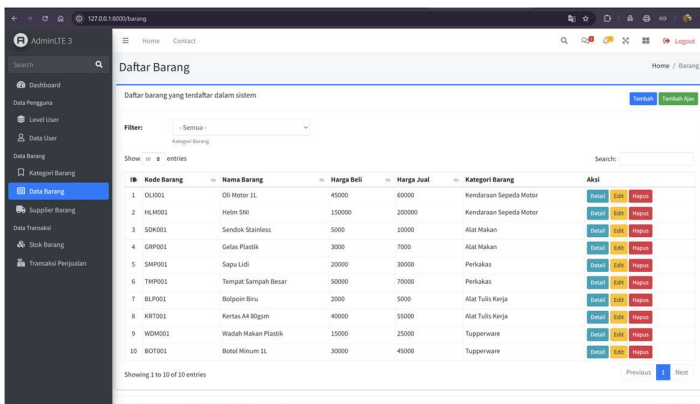 127.0.0.1:8000/barang
AdminLTE 3
Home Contact
Logout
Search
Dashboard
Data Pengguna
Level User
Data User
Data Barang
Kategori Barang
Data Barang
Supplier Barang
Data Transaksi
Stok Barang
Transaksi Penjualan
Daftar Barang
Home / Barang
Daftar barang yang terdaftar dalam sistem
Tambah Tambah Ajax
Filter: - Semua -
Kategori Barang
Show 10 entries
Search:
ID Kode Barang Nama Barang Harga Beli Harga Jual Kategori Barang Aksi
1 OLI001 Oli Motor 1L 45000 60000 Kendaraan Sepeda Motor Detail Edit Hapus
2 HLM001 Helm SNI 150000 200000 Kendaraan Sepeda Motor Detail Edit Hapus
3 SDK001 Sendok Stainless 5000 10000 Alat Makan Detail Edit Hapus
4 GRP001 Gelas Plastik 3000 7000 Alat Makan Detail Edit Hapus
5 SMP001 Sapu Lidi 20000 30000 Perkakas Detail Edit Hapus
6 TMP001 Tempat Sampah Besar 50000 70000 Perkakas Detail Edit Hapus
7 BLP001 Bolpoin Biru 2000 5000 Alat Tulis Kerja Detail Edit Hapus
8 KRT001 Kertas A4 80gsm 40000 55000 Alat Tulis Kerja Detail Edit Hapus
9 WDM001 Wadah Makan Plastik 15000 25000 Tupperware Detail Edit Hapus
10 BOT001 Botol Minum 1L 30000 45000 Tupperware Detail Edit Hapus
Showing 1 to 10 of 10 entries
Previous 1 Next